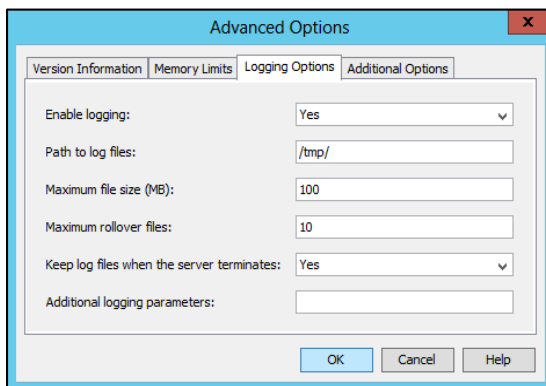 Advanced Options
x
Version Information Memory Limits Logging Options Additional Options
Enable logging: Yes
Path to log files: /tmp/
Maximum file size (MB): 100
Maximum rollover files: 10
Keep log files when the server terminates: Yes
Additional logging parameters:
OK Cancel Help